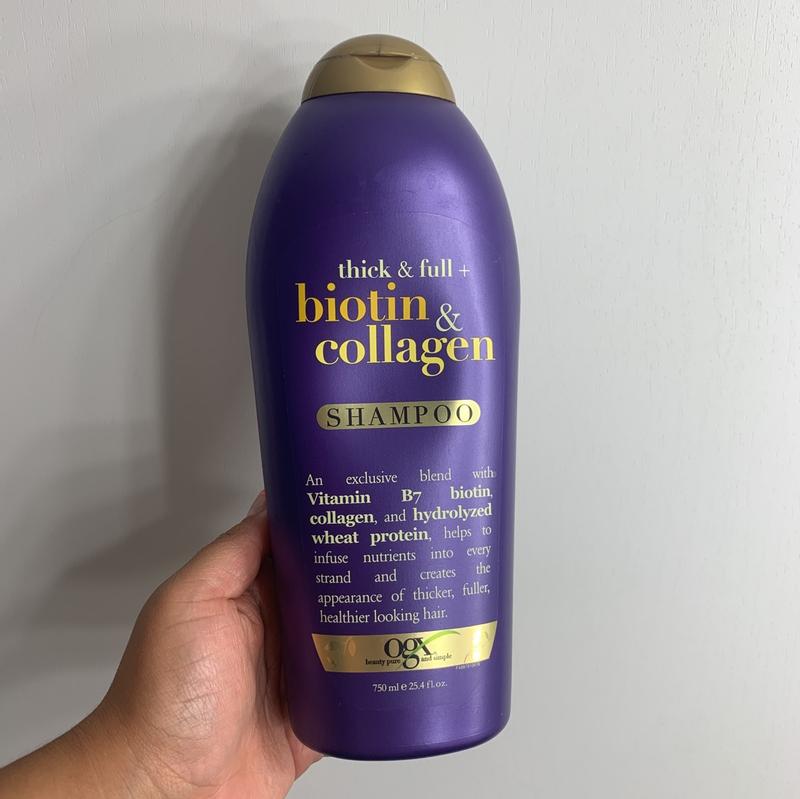 thick & full +
biotin &
collagen
SHAMPOO
An exclusive blend with
Vitamin B7 biotin,
collagen, and hydrolyzed
wheat protein, helps to
infuse nutrients into every
strand and creates the
appearance of thicker, fuller,
healthier looking hair.
ogx
beauty pure and simple
750 ml e 25.4 fl. oz.